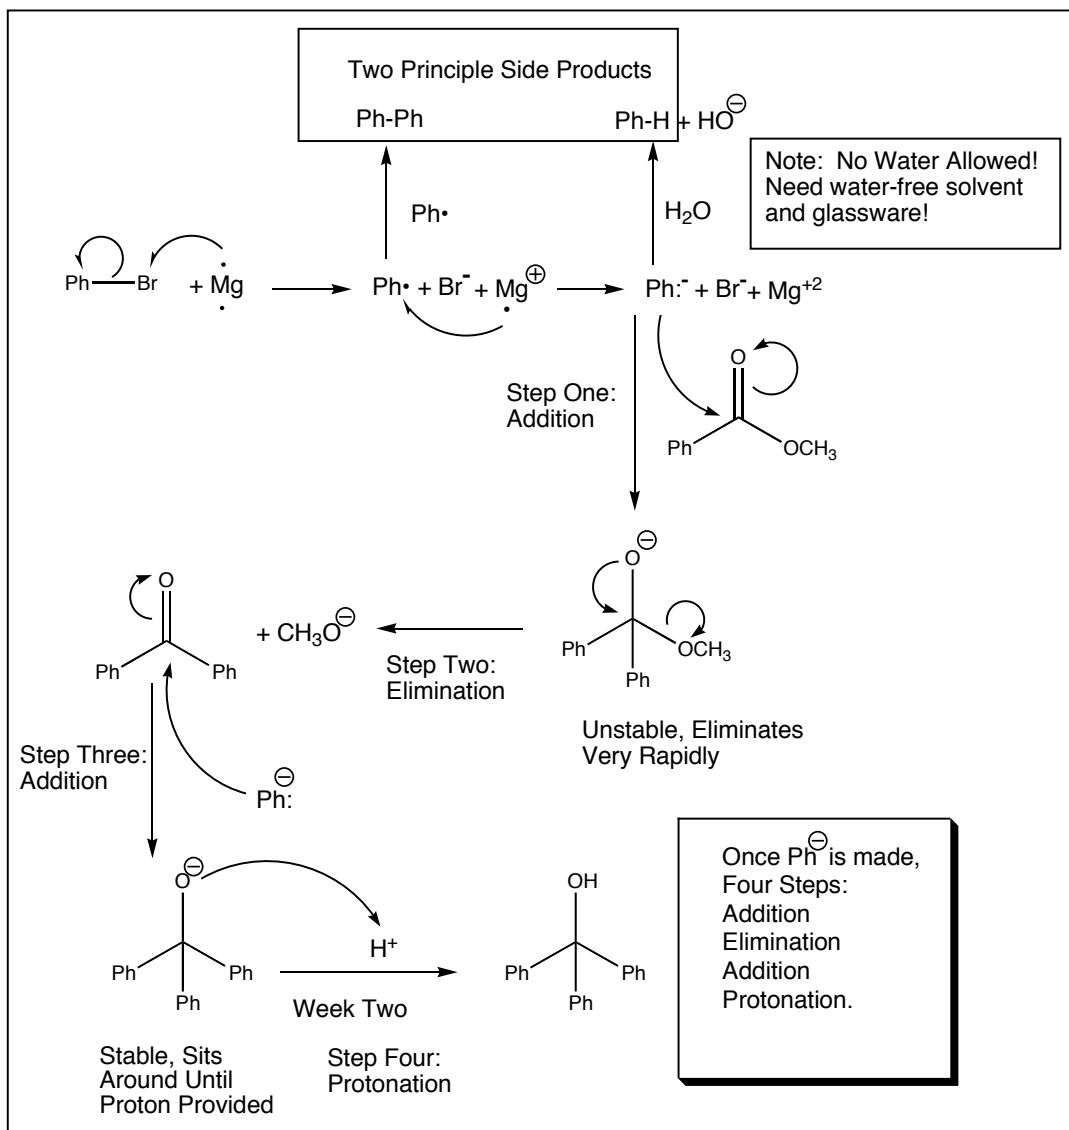 Two Principle Side Products
Ph-Ph
Ph-H + HO⊖
Note: No Water Allowed!
Need water-free solvent
and glassware!
Ph•
H₂O
Ph—Br + Mg
Ph• + Br⁻ + Mg⊕
Ph:⁻ + Br⁻ + Mg⁺²
Step One:
Addition
O
Ph
OCH₃
O⊖
Ph
OCH₃
Ph
Unstable, Eliminates
Very Rapidly
Step Two:
Elimination
O
Ph
Ph
+ CH₃O⊖
Step Three:
Addition
Ph:⊖
O⊖
Ph
Ph
Ph
Stable, Sits
Around Until
Proton Provided
H⁺
Week Two
Step Four:
Protonation
OH
Ph
Ph
Ph
Once Ph⊖ is made,
Four Steps:
Addition
Elimination
Addition
Protonation.